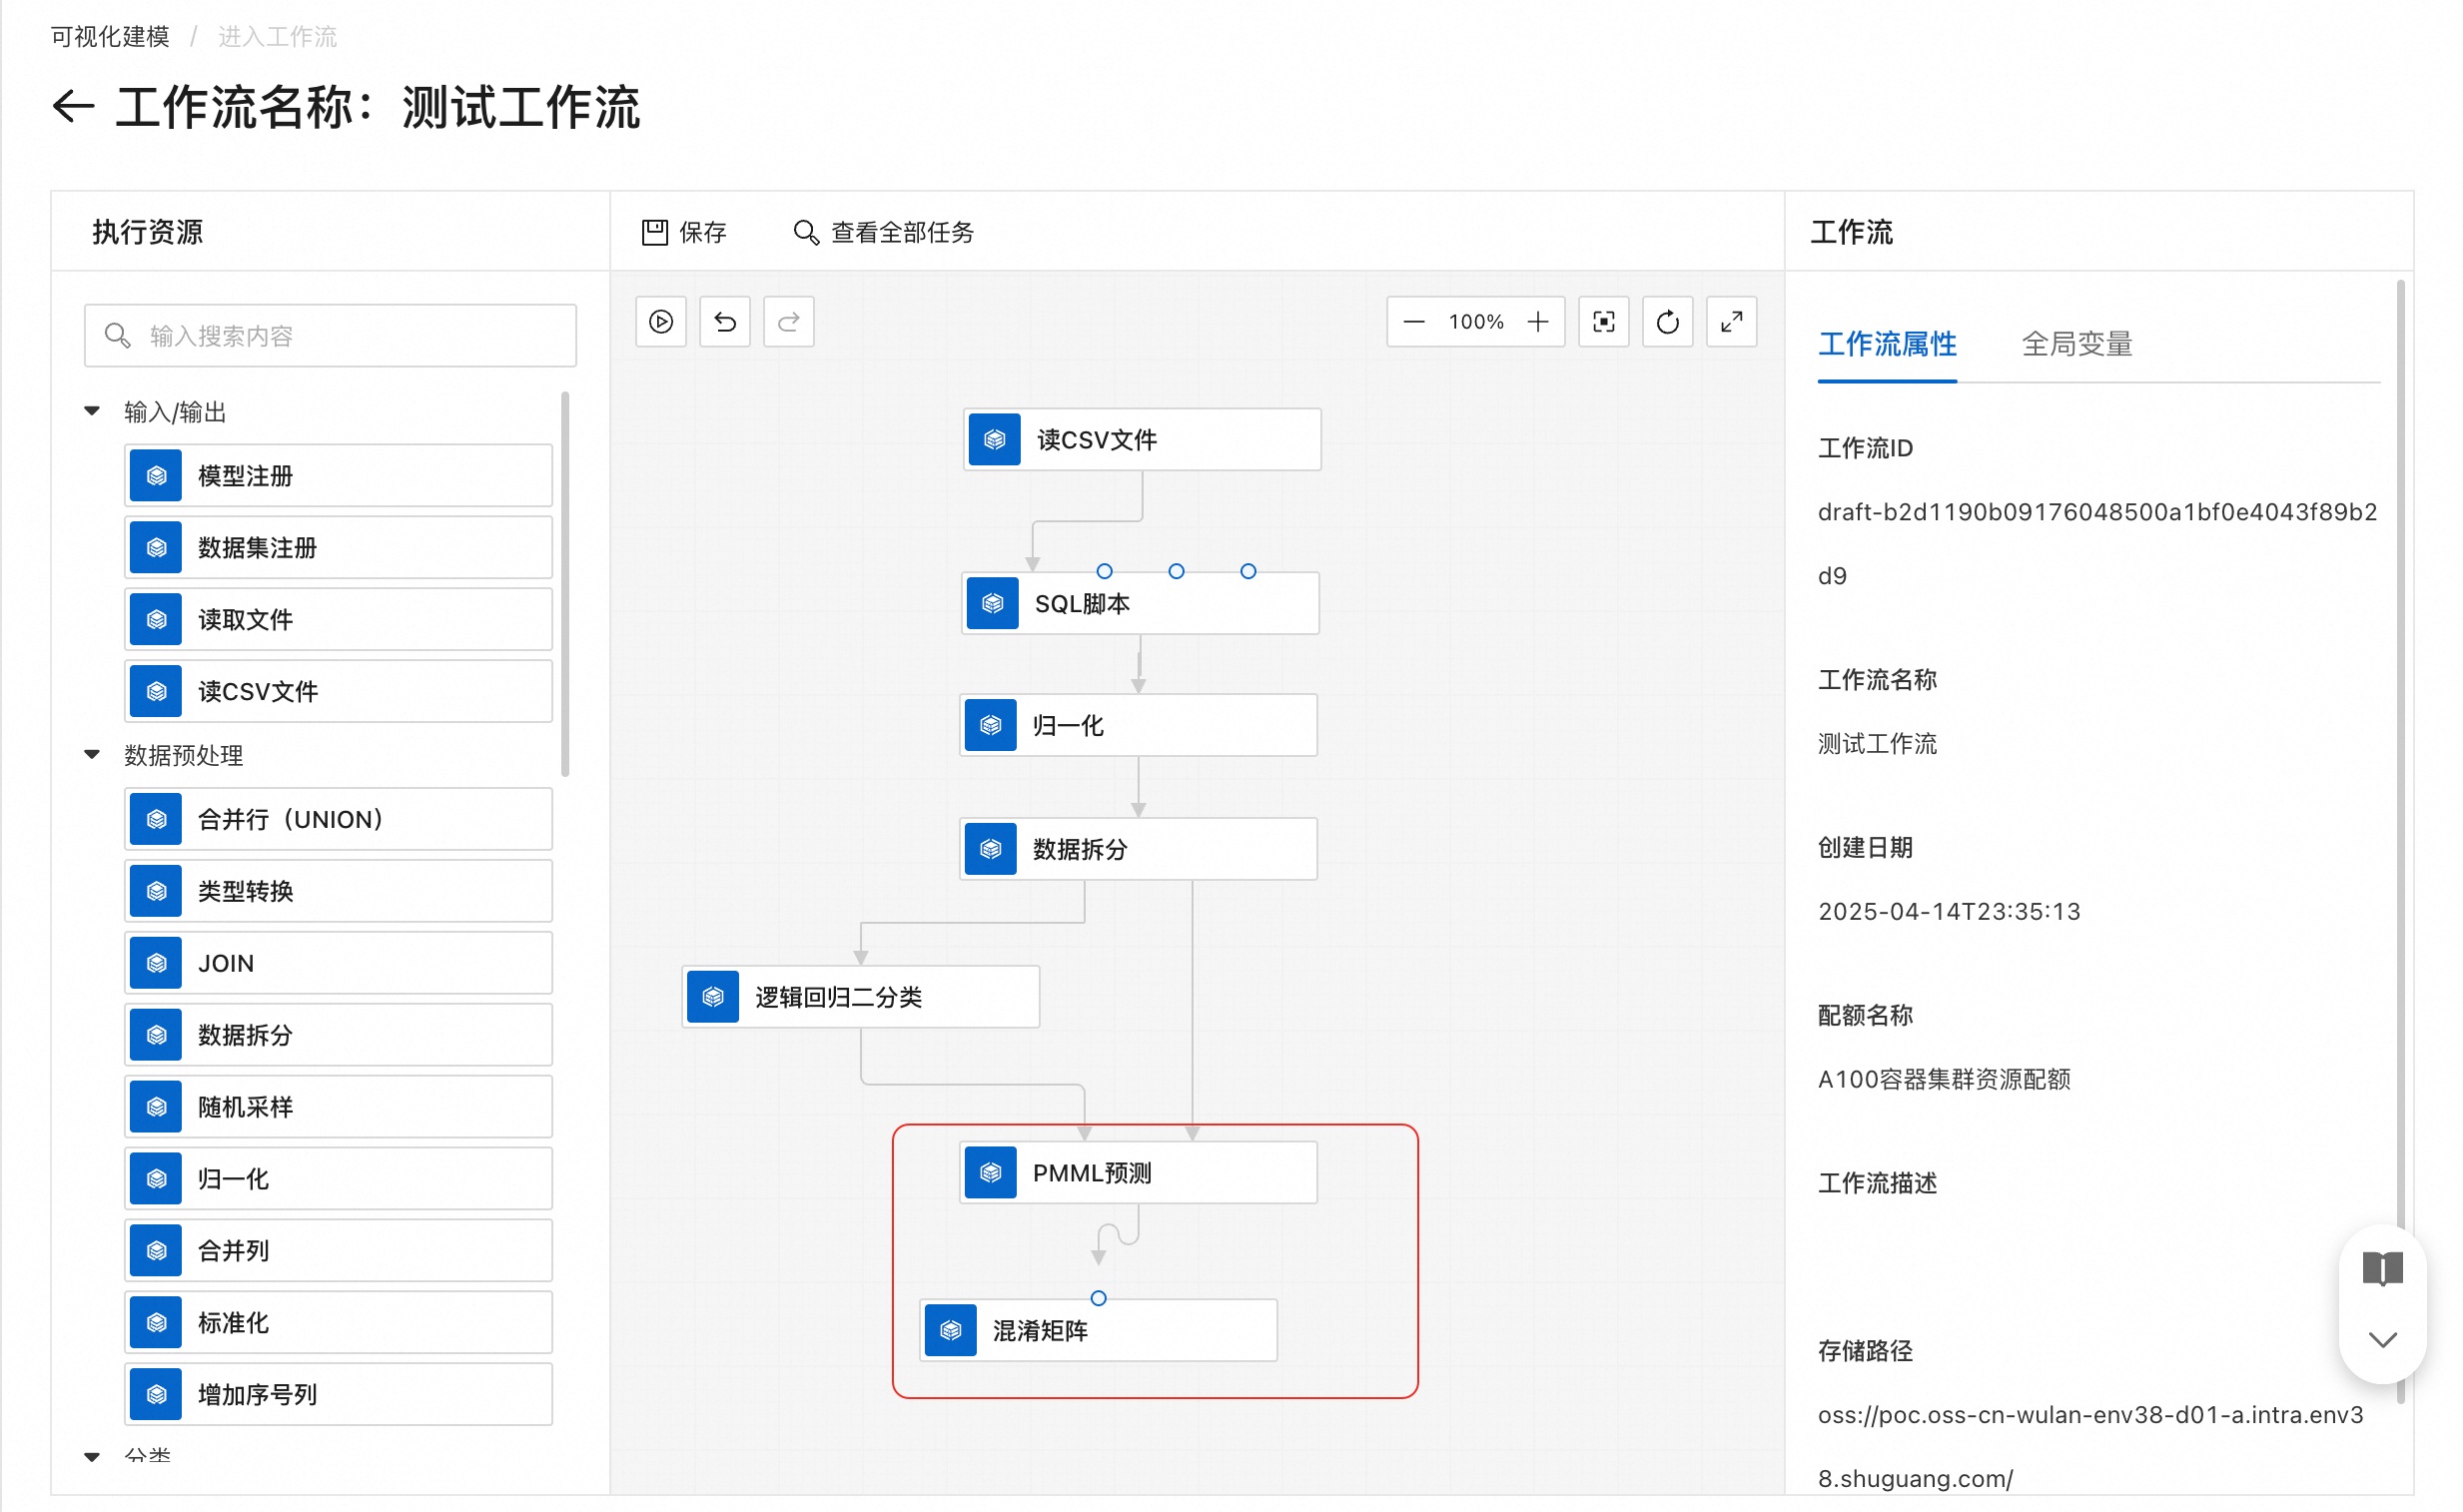 可视化建模 / 进入工作流
工作流名称：测试工作流
执行资源
输入搜索内容
输入/输出
模型注册
数据集注册
读取文件
读CSV文件
数据预处理
合并行（UNION）
类型转换
JOIN
数据拆分
随机采样
归一化
合并列
标准化
增加序号列
分类
保存
查看全部任务
100%
读CSV文件
SQL脚本
归一化
数据拆分
逻辑回归二分类
PMML预测
混淆矩阵
工作流
工作流属性
全局变量
工作流ID
draft-b2d1190b09176048500a1bf0e4043f89b2
d9
工作流名称
测试工作流
创建日期
2025-04-14T23:35:13
配额名称
A100容器集群资源配额
工作流描述
存储路径
oss://poc.oss-cn-wulan-env38-d01-a.intra.env3
8.shuguang.com/